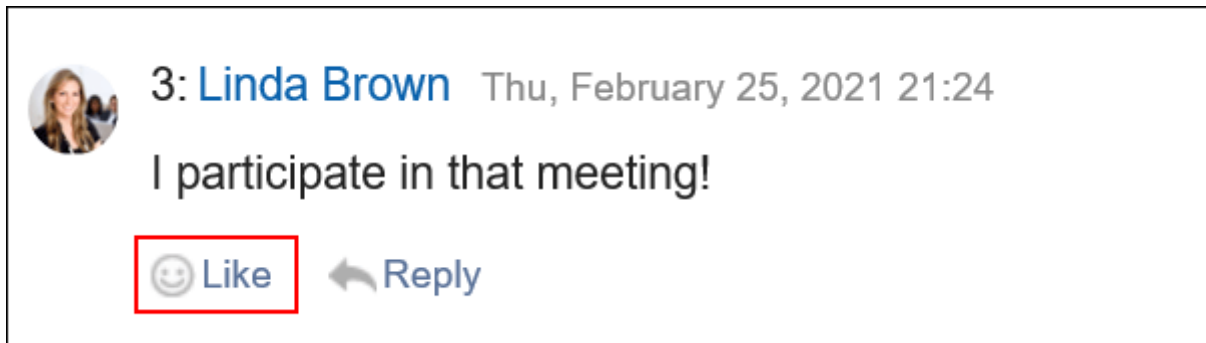 3: Linda Brown Thu, February 25, 2021 21:24
I participate in that meeting!
Like Reply